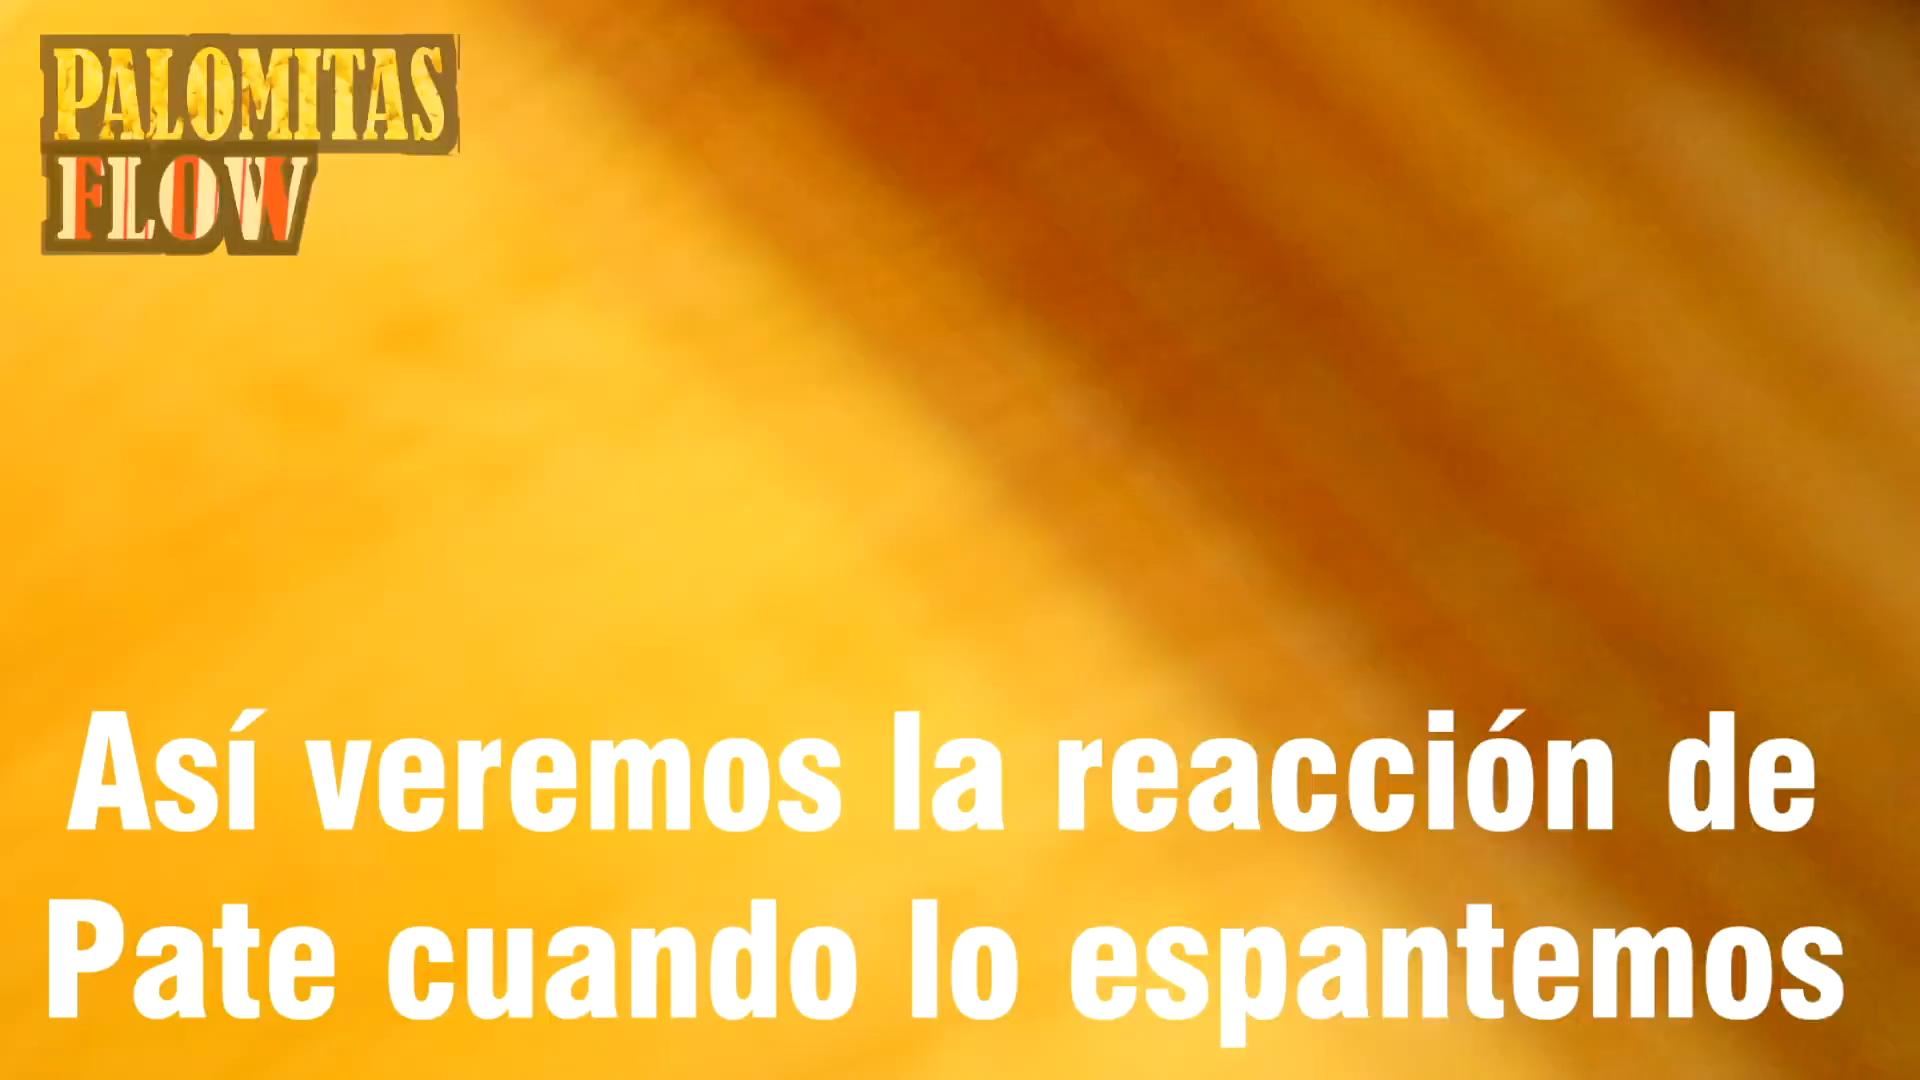 PALOMITAS
FLOW
Así veremos la reacción de
Pate cuando lo espantemos